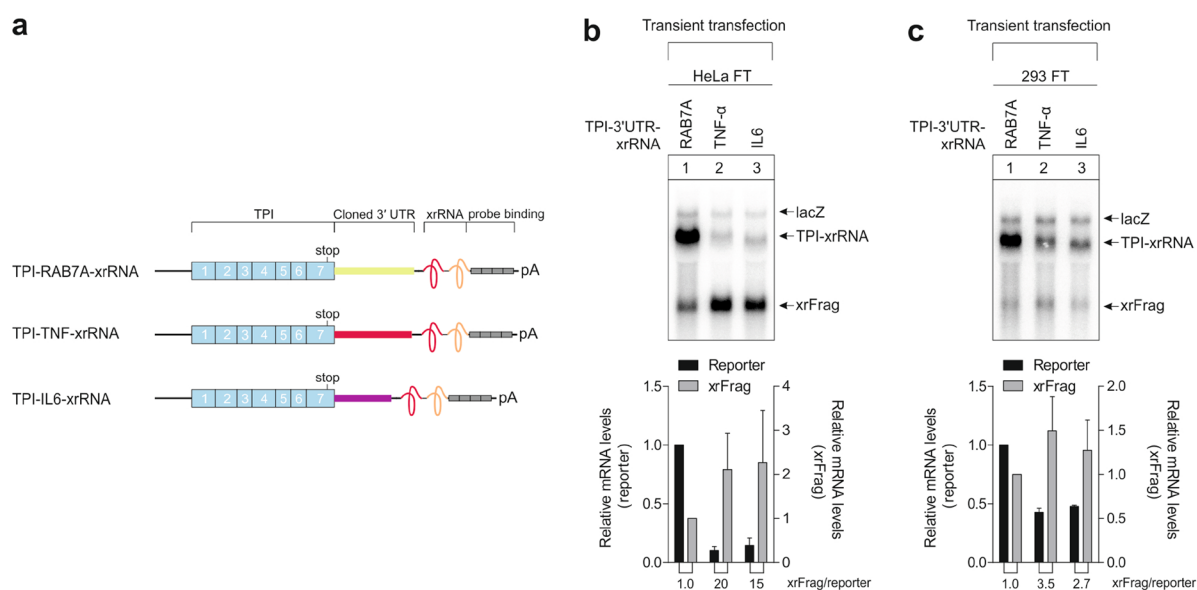 a
TPI
Cloned 3' UTR
xrRNA
probe binding
TPI-RAB7A-xrRNA
1 2 3 4 5 6 7
stop
pA
TPI-TNF-xrRNA
1 2 3 4 5 6 7
stop
pA
TPI-IL6-xrRNA
1 2 3 4 5 6 7
stop
pA
b
Transient transfection
HeLa FT
TPI-3'UTR-
xrRNA
RAB7A
TNF-α
IL6
1 2 3
lacZ
TPI-xrRNA
xrFrag
Reporter
xrFrag
Relative mRNA levels
(reporter)
1.5
1.0
0.5
0.0
4
3
2
1
0
Relative mRNA levels
(xrFrag)
1.0 20 15 xrFrag/reporter
c
Transient transfection
293 FT
TPI-3'UTR-
xrRNA
RAB7A
TNF-α
IL6
1 2 3
lacZ
TPI-xrRNA
xrFrag
Reporter
xrFrag
Relative mRNA levels
(reporter)
1.5
1.0
0.5
0.0
2.0
1.5
1.0
0.5
0.0
Relative mRNA levels
(xrFrag)
1.0 3.5 2.7 xrFrag/reporter